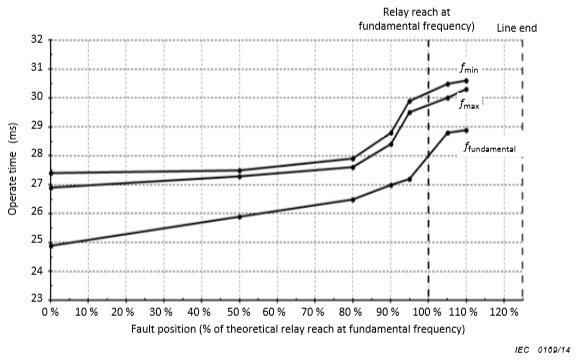 Relay reach at
fundamental frequency)
Line end
32
31
30
29
28
27
26
25
24
23
Operate time (ms)
fmin
fmax
ffundamental
0 % 10 % 20 % 30 % 40 % 50 % 60 % 70 % 80 % 90 % 100 % 110 % 120 %
Fault position (% of theoretical relay reach at fundamental frequency)
IEC 0169/14